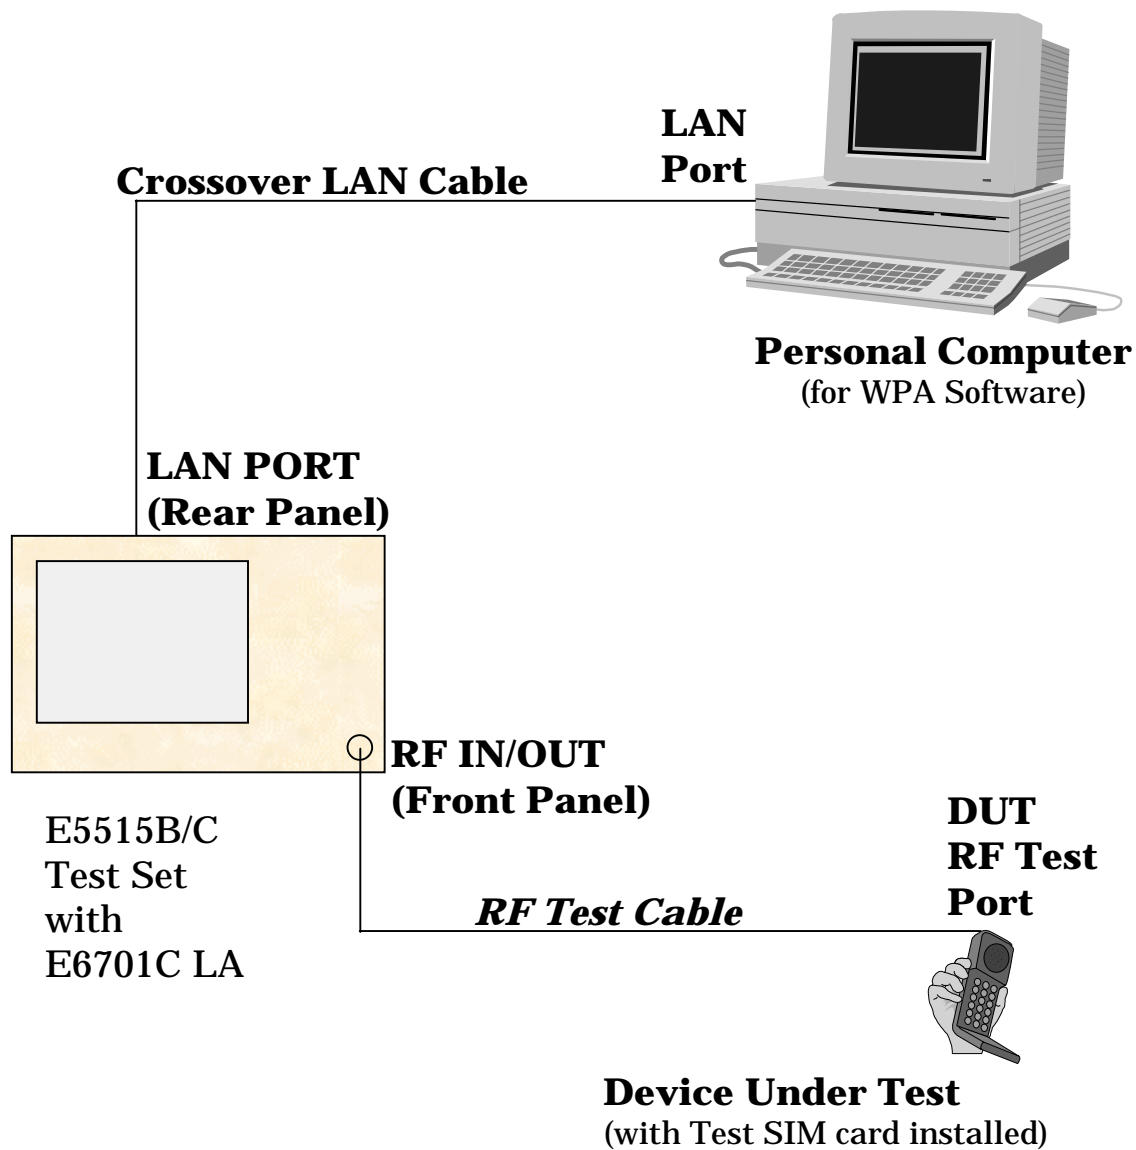 LAN
Port
Crossover LAN Cable
Personal Computer
(for WPA Software)
LAN PORT
(Rear Panel)
RF IN/OUT
(Front Panel)
E5515B/C
Test Set
with
E6701C LA
DUT
RF Test
Port
RF Test Cable
Device Under Test
(with Test SIM card installed)